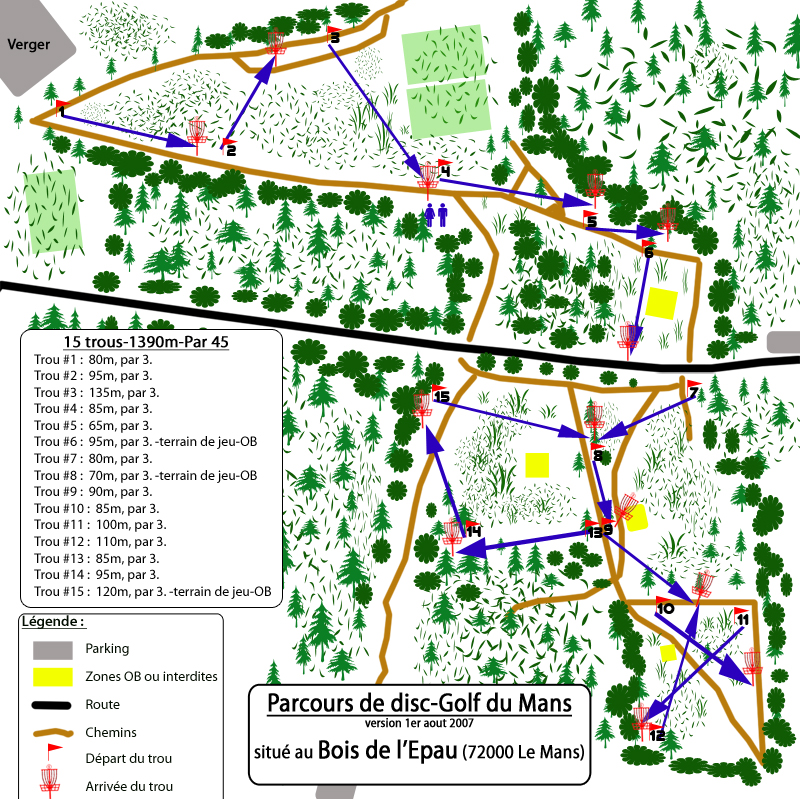 Verger
1
2
3
4
5
6
7
8
9
10
11
12
13
14
15
15 trous-1390m-Par 45
Trou #1 : 80m, par 3.
Trou #2 : 95m, par 3.
Trou #3 : 135m, par 3.
Trou #4 : 85m, par 3.
Trou #5 : 65m, par 3.
Trou #6 : 95m, par 3. -terrain de jeu-OB
Trou #7 : 80m, par 3.
Trou #8 : 70m, par 3. -terrain de jeu-OB
Trou #9 : 90m, par 3.
Trou #10 : 85m, par 3.
Trou #11 : 100m, par 3.
Trou #12 : 110m, par 3.
Trou #13 : 85m, par 3.
Trou #14 : 95m, par 3.
Trou #15 : 120m, par 3. -terrain de jeu-OB
Légende :
Parking
Zones OB ou interdites
Route
Chemins
Départ du trou
Arrivée du trou
Parcours de disc-Golf du Mans
version 1er aout 2007
situé au Bois de l'Epau (72000 Le Mans)